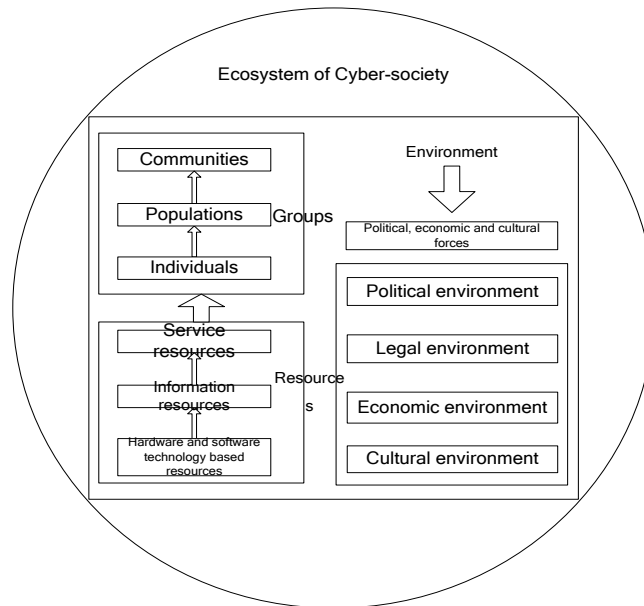 Ecosystem of Cyber-society
Communities
Populations
Groups
Individuals
Service
resources
Information
resources
Resource
s
Hardware and software
technology based
resources
Environment
Political, economic and cultural
forces
Political environment
Legal environment
Economic environment
Cultural environment